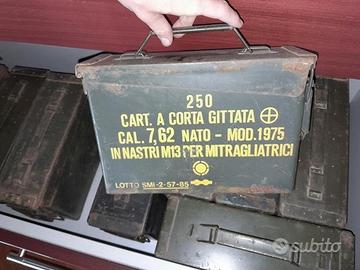 250
CART. A CORTA GITTATA
CAL. 7,62 NATO - MOD. 1975
IN NASTRI M13 PER MITRAGLIATRICI
LOTTO SMI-2-57-85
subito